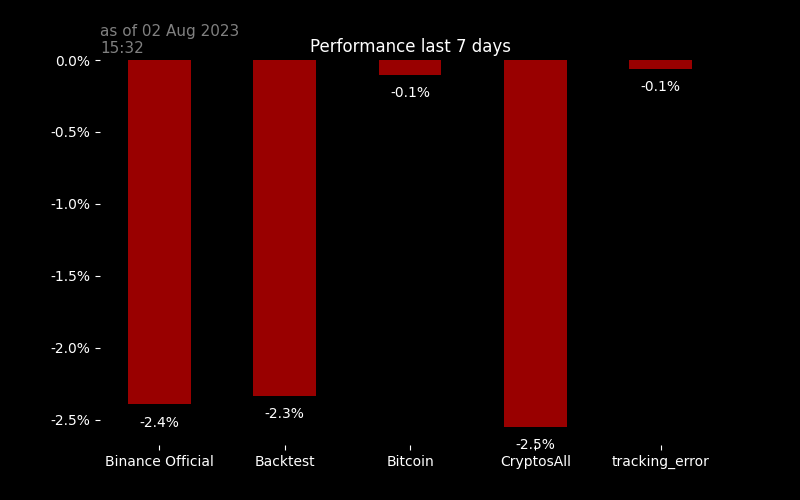 as of 02 Aug 2023
15:32
Performance last 7 days
0.0%
-0.5%
-1.0%
-1.5%
-2.0%
-2.5%
-2.4%
-2.3%
-0.1%
-2.5%
-0.1%
Binance Official
Backtest
Bitcoin
CryptosAll
tracking_error